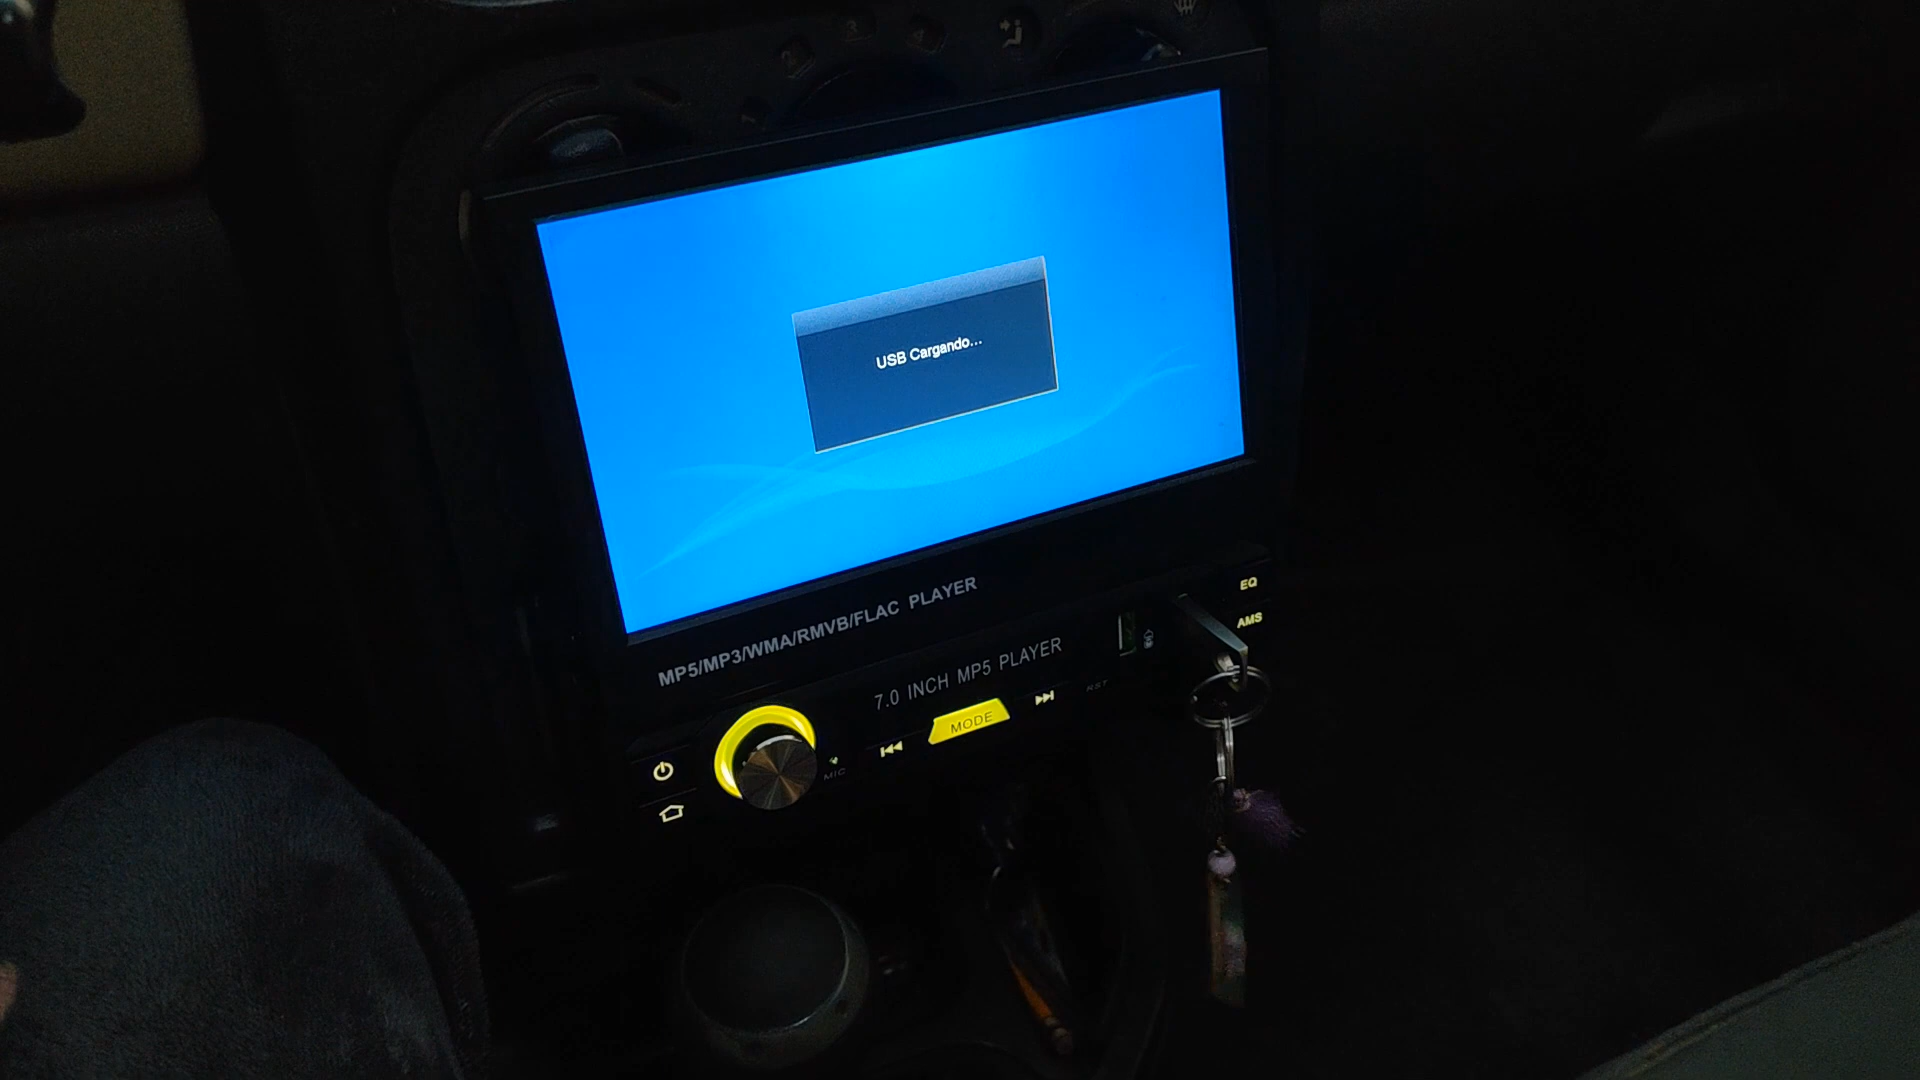 USB Cargando...
MP5/MP3/WMA/RMVB/FLAC PLAYER
7.0 INCH MP5 PLAYER
EQ
AMS
MODE
MIC
RST